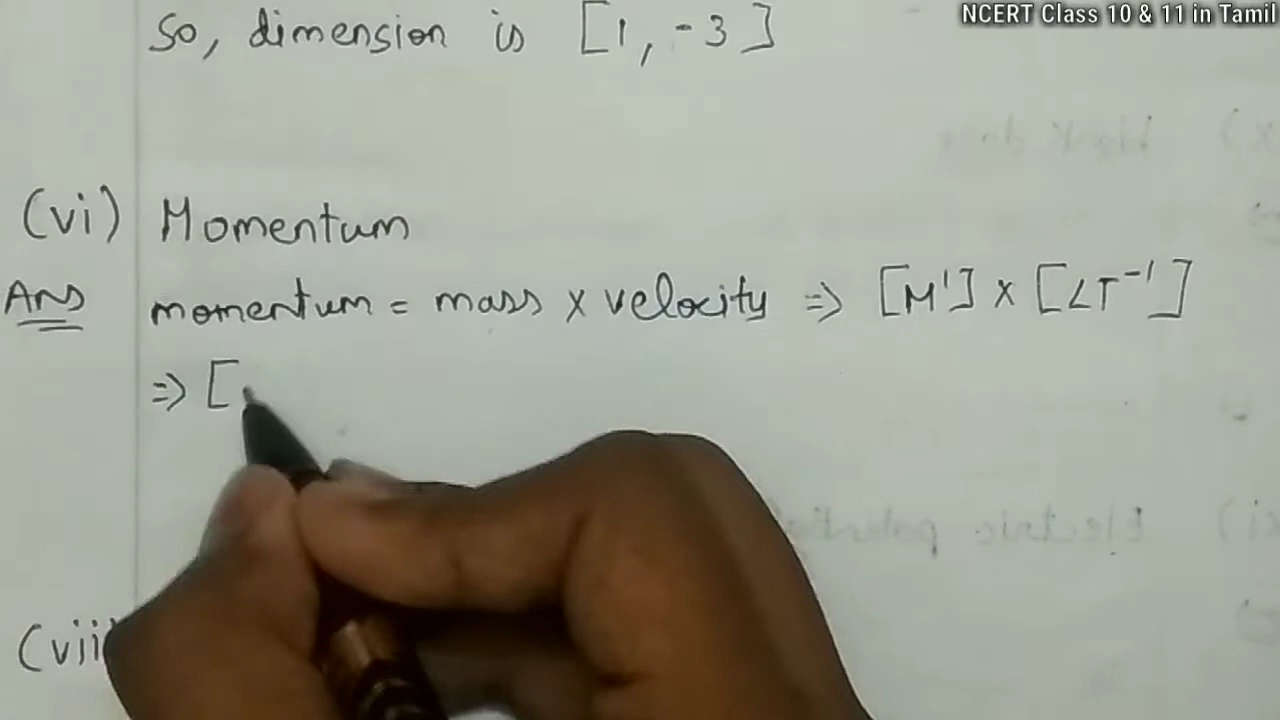 NCERT Class 10 & 11 in Tamil
So, dimension is [1, -3]
(vi) Momentum
Ans momentum = mass x velocity => [M¹] x [LT⁻¹]
=> [
(vii